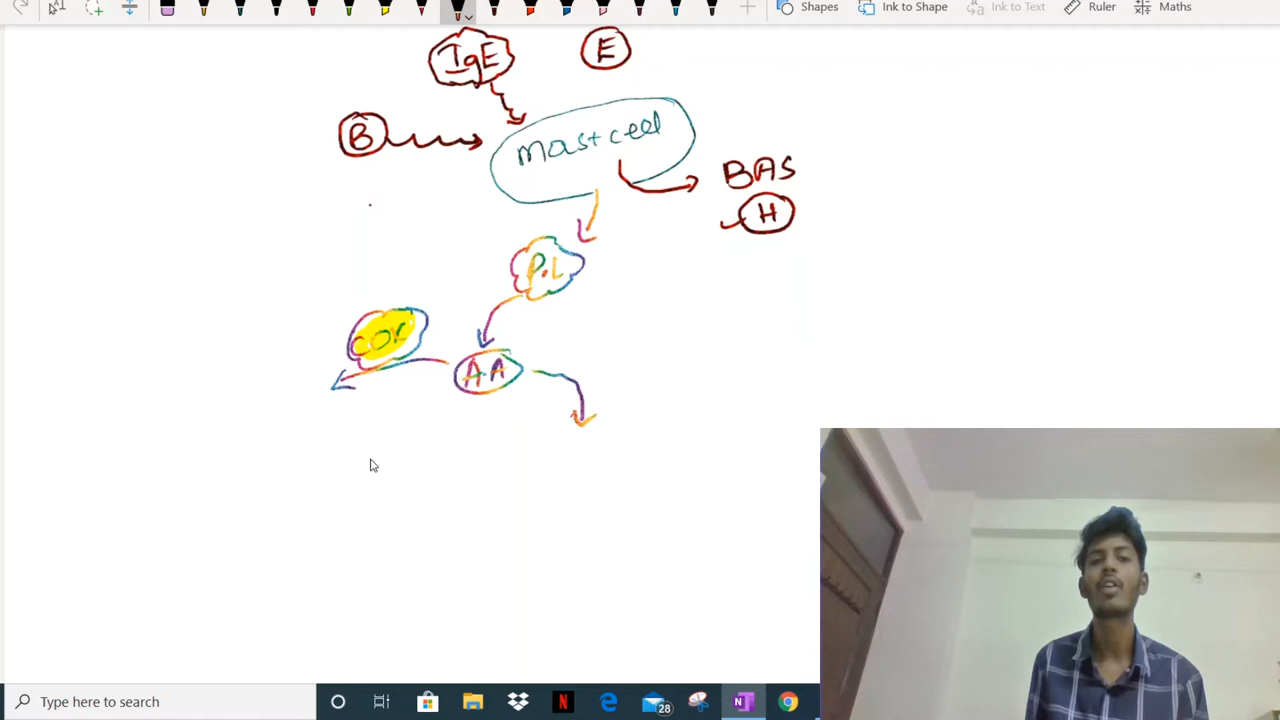 Shapes
Ink to Shape
Ink to Text
Ruler
Maths
IgE
E
B
Mast cell
BAS
H
P.L
COX
A.A
Type here to search
28